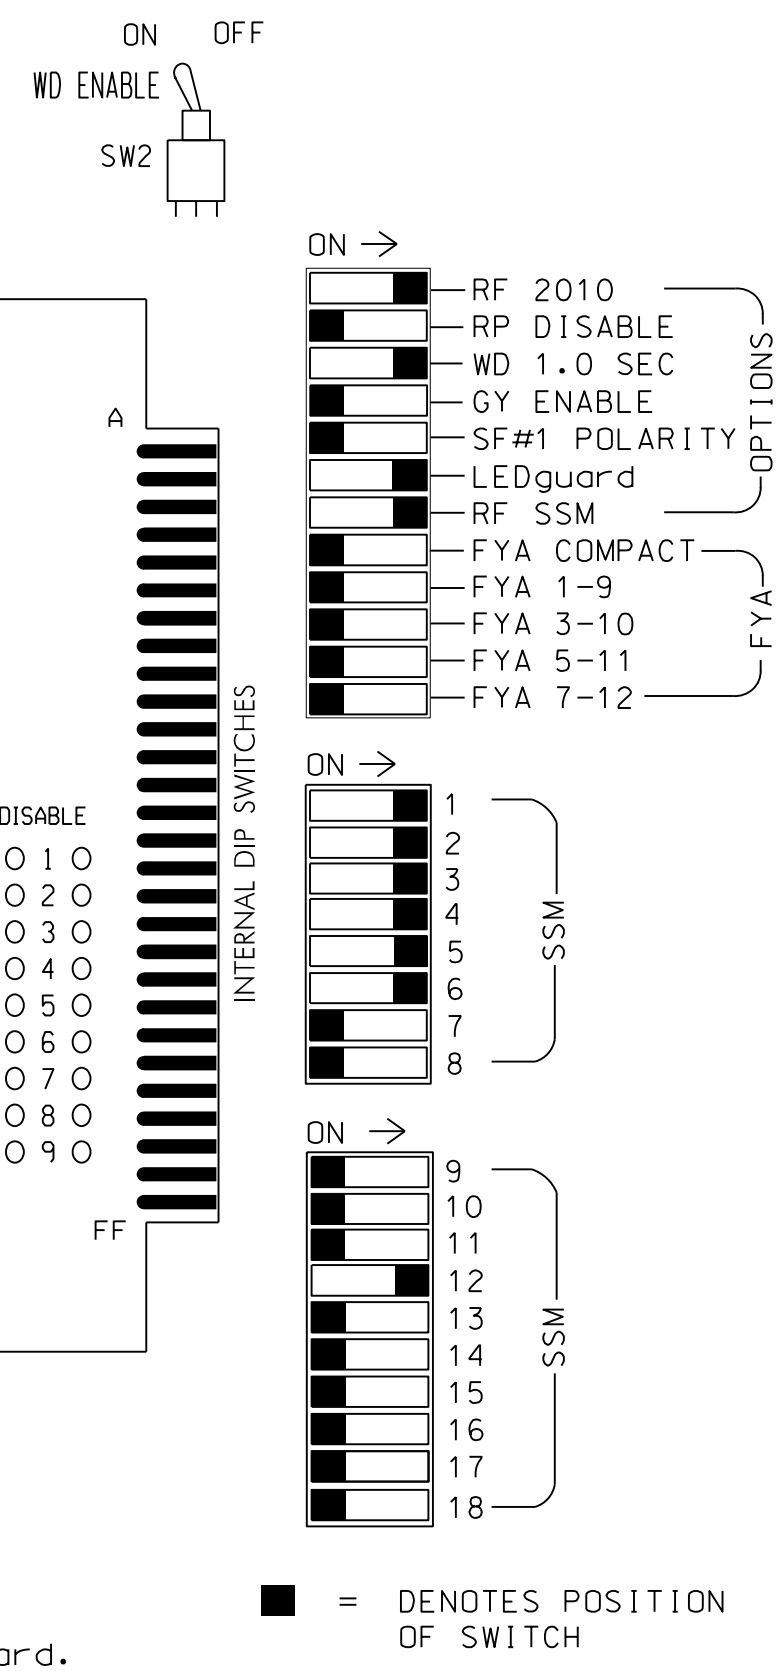 ON OFF
WD ENABLE
SW2
ON
RF 2010
RP DISABLE
WD 1.0 SEC
GY ENABLE
SF#1 POLARITY
LEDguard
RF SSM
OPTIONS
FYA COMPACT
FYA 1-9
FYA 3-10
FYA 5-11
FYA 7-12
FYA
A
FF
INTERNAL DIP SWITCHES
DISABLE
1
2
3
4
5
6
7
8
9
ON
1
2
3
4
5
6
7
8
SSM
ON
9
10
11
12
13
14
15
16
17
18
SSM
= DENOTES POSITION
OF SWITCH
ard.